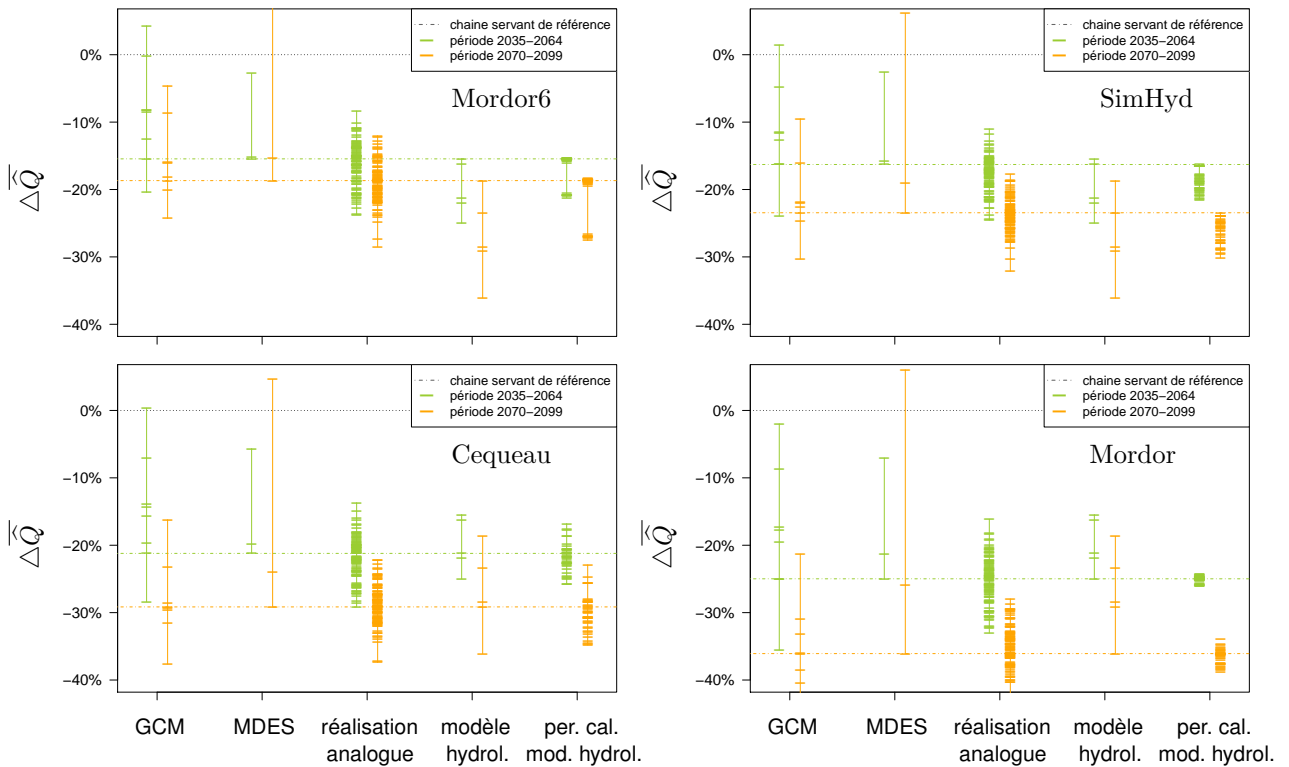 0%
−10%
−20%
−30%
−40%
△Q̂
chaine servant de référence
période 2035−2064
période 2070−2099
Mordor6
0%
−10%
−20%
−30%
−40%
△Q̂
chaine servant de référence
période 2035−2064
période 2070−2099
SimHyd
0%
−10%
−20%
−30%
−40%
△Q̂
chaine servant de référence
période 2035−2064
période 2070−2099
Cequeau
0%
−10%
−20%
−30%
−40%
△Q̂
chaine servant de référence
période 2035−2064
période 2070−2099
Mordor
GCM
MDES
réalisation
analogue
modèle
hydrol.
per. cal.
mod. hydrol.
GCM
MDES
réalisation
analogue
modèle
hydrol.
per. cal.
mod. hydrol.